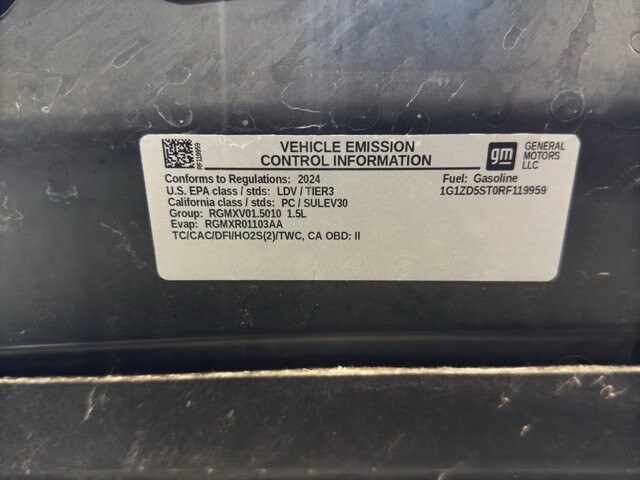 VEHICLE EMISSION
CONTROL INFORMATION
gm
GENERAL
MOTORS
LLC
RF119959
Conforms to Regulations: 2024
Fuel: Gasoline
U.S. EPA class / stds: LDV / TIER3
1G1ZD5ST0RF119959
California class / stds: PC / SULEV30
Group: RGMXV01.5010 1.5L
Evap: RGMXR01103AA
TC/CAC/DFI/HO2S(2)/TWC, CA OBD: II